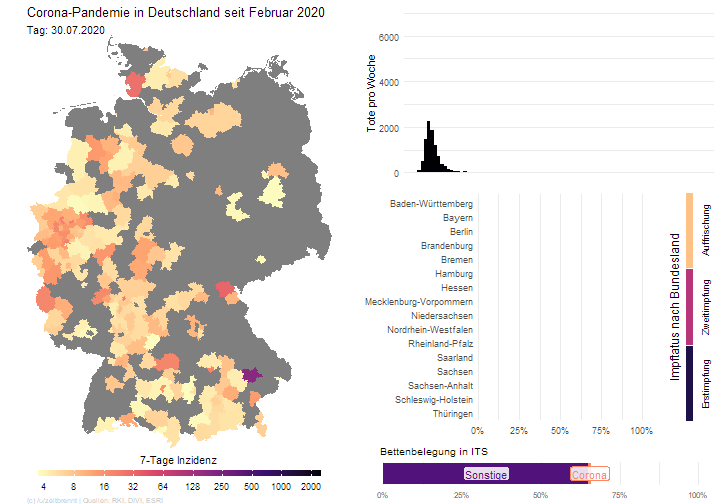 Corona-Pandemie in Deutschland seit Februar 2020
Tag: 30.07.2020
7-Tage Inzidenz
4 8 16 32 64 128 250 500 1000 2000
(c) /u/zeitbrennt | Quellen: RKI, DIVI, ESRI
Tote pro Woche
6000
4000
2000
0
Baden-Württemberg
Bayern
Berlin
Brandenburg
Bremen
Hamburg
Hessen
Mecklenburg-Vorpommern
Niedersachsen
Nordrhein-Westfalen
Rheinland-Pfalz
Saarland
Sachsen
Sachsen-Anhalt
Schleswig-Holstein
Thüringen
0% 25% 50% 75% 100%
Impfstatus nach Bundesland
Auffrischung
Zweitimpfung
Erstimpfung
Bettenbelegung in ITS
Sonstige Corona
0% 25% 50% 75% 100%